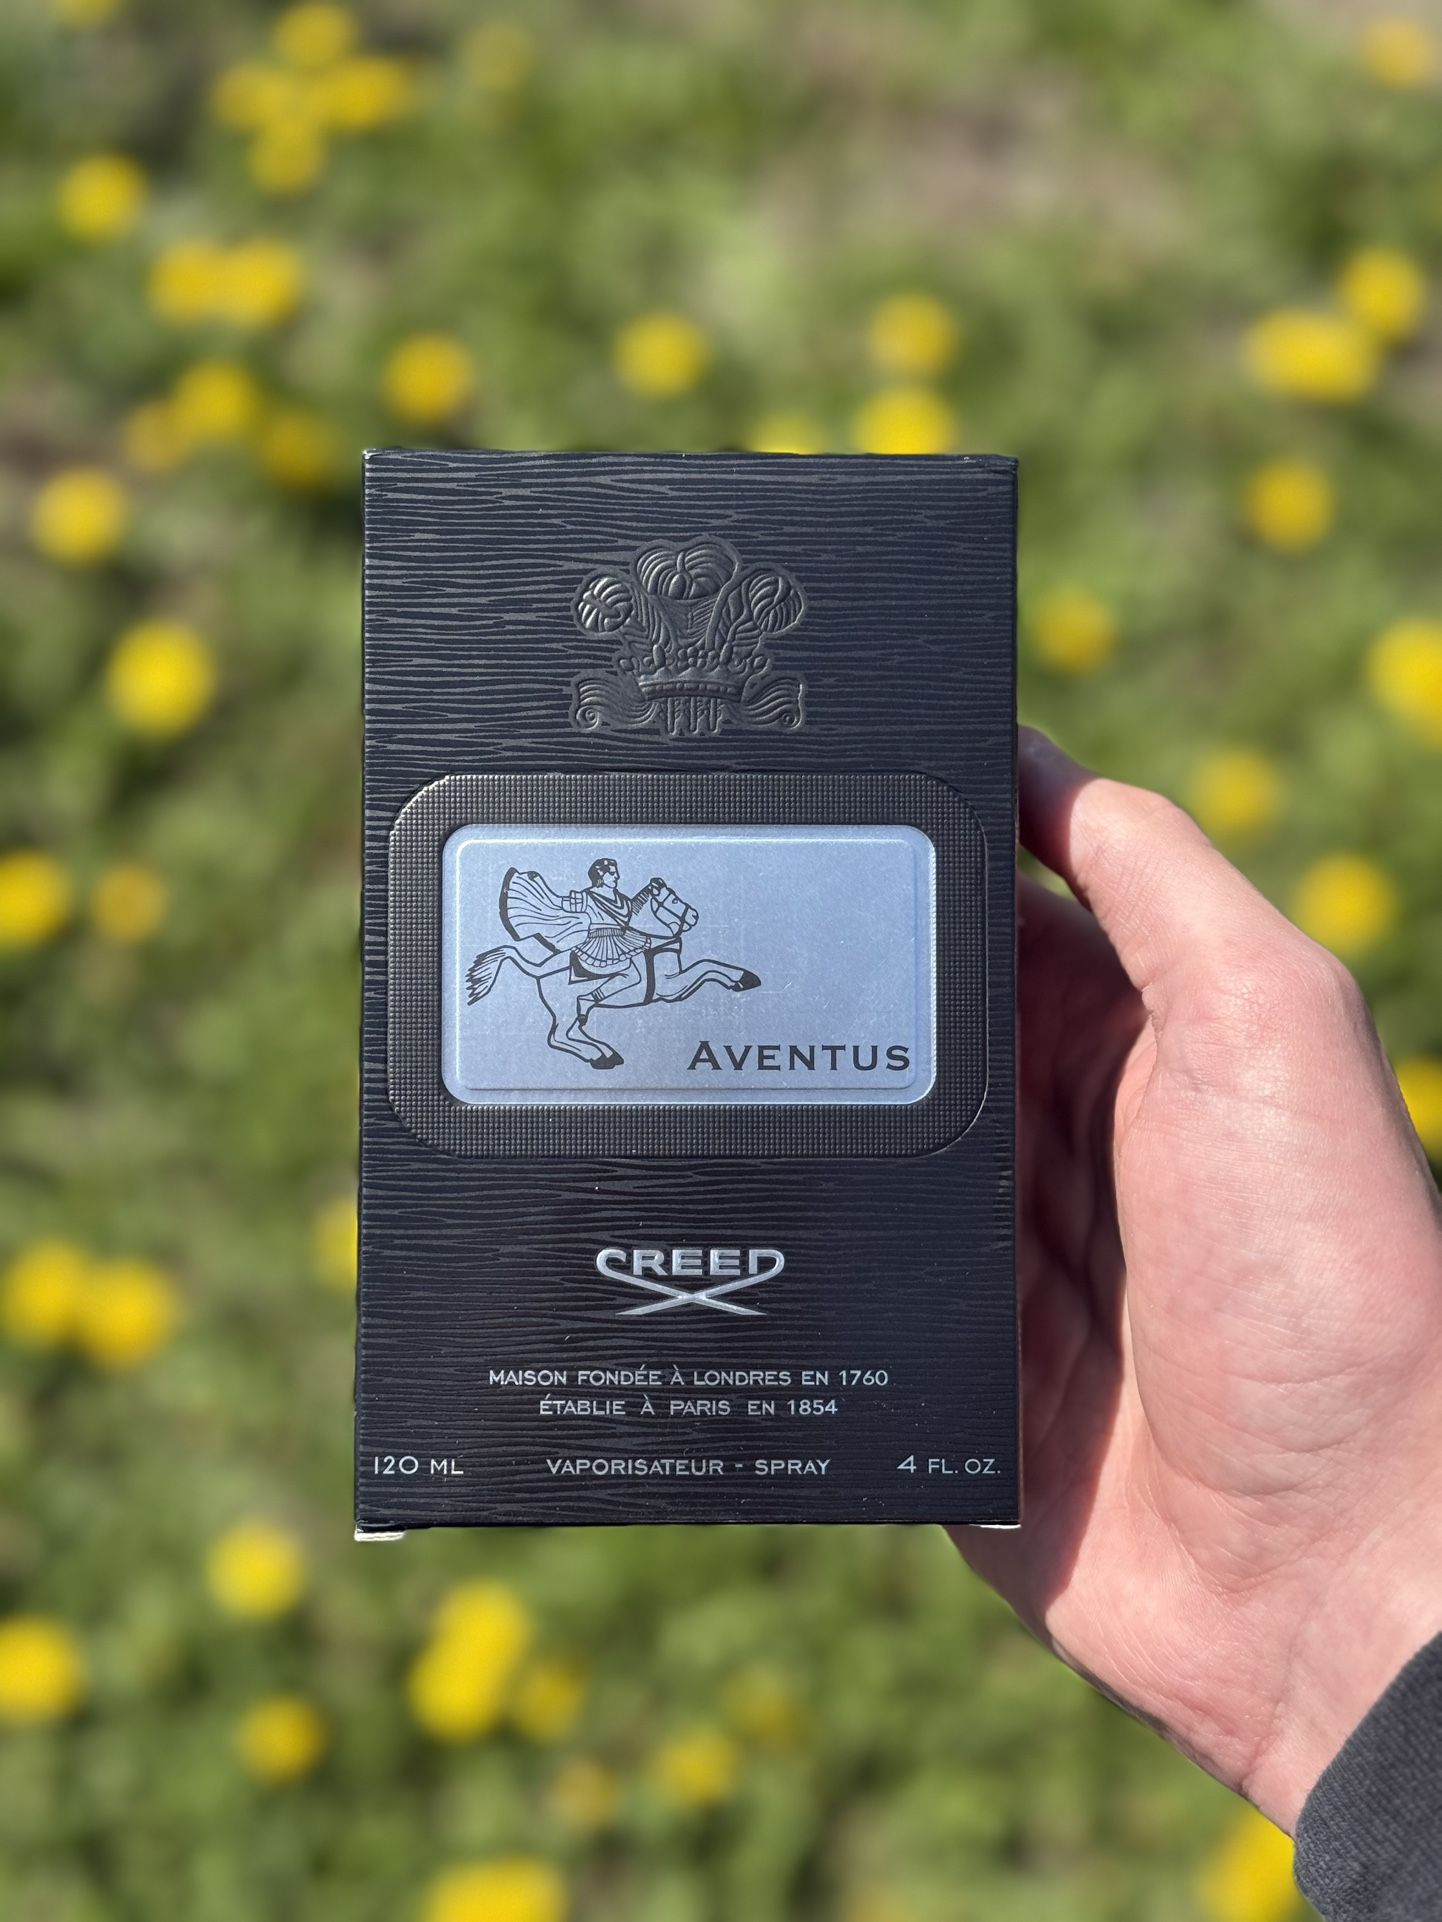 AVENTUS
CREED
MAISON FONDÉE À LONDRES EN 1760
ÉTABLIE À PARIS EN 1854
120 ML VAPORISATEUR - SPRAY 4 FL. OZ.